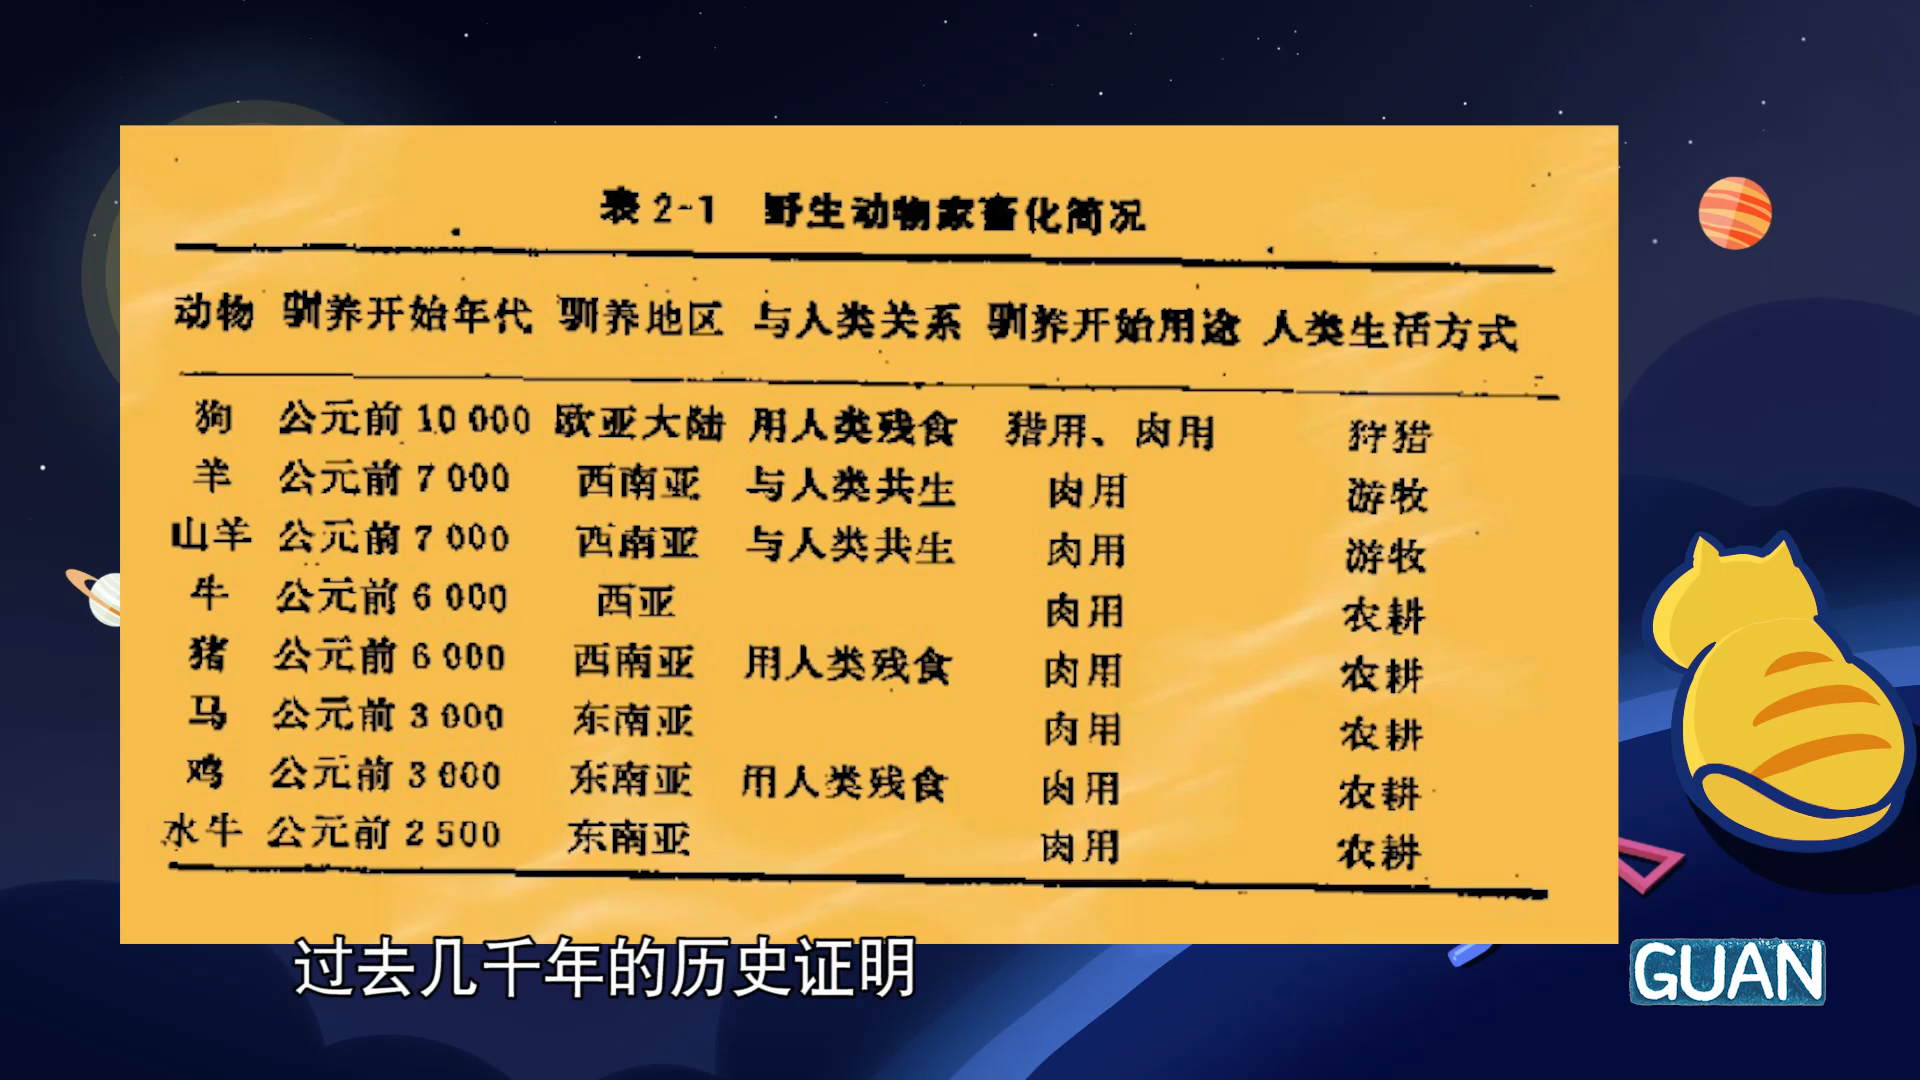 表 2-1 野生动物家畜化简况
动物 驯养开始年代 驯养地区 与人类关系 驯养开始用途 人类生活方式
狗 公元前 10 000 欧亚大陆 用人类残食 猎用、肉用 狩猎
羊 公元前 7 000 西南亚 与人类共生 肉用 游牧
山羊 公元前 7 000 西南亚 与人类共生 肉用 游牧
牛 公元前 6 000 西亚 肉用 农耕
猪 公元前 6 000 西南亚 用人类残食 肉用 农耕
马 公元前 3 000 东南亚 肉用 农耕
鸡 公元前 3 000 东南亚 用人类残食 肉用 农耕
水牛 公元前 2 500 东南亚 肉用 农耕
过去几千年的历史证明
GUAN